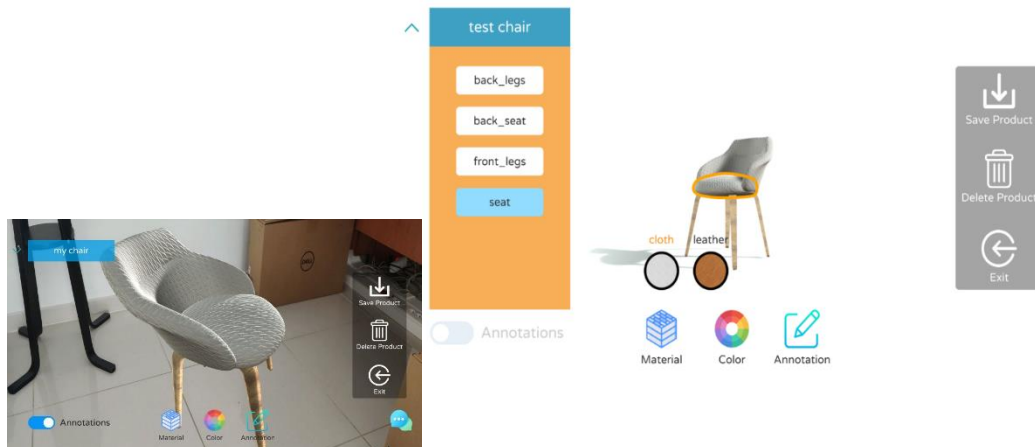 my chair
Save Product
Delete Product
Exit
Annotations
Material
Color
Annotation
DELL
test chair
back_legs
back_seat
front_legs
seat
Annotations
cloth
leather
Material
Color
Annotation
Save Product
Delete Product
Exit